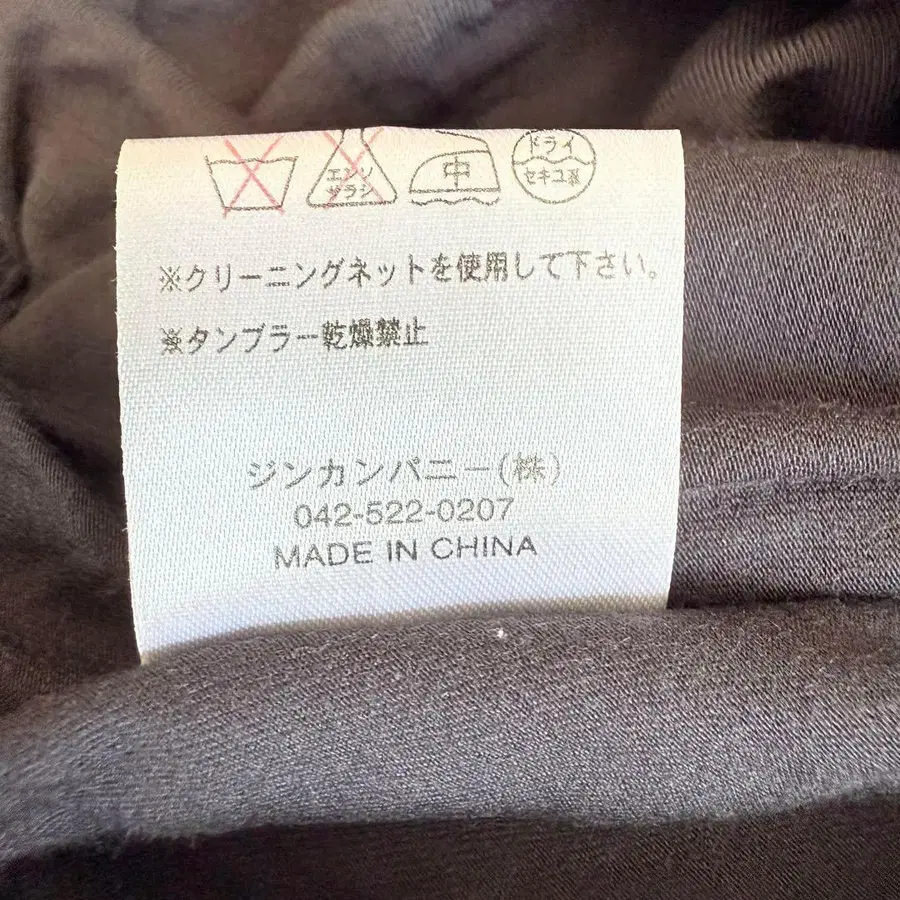 エンソ サラシ 中 ドライ セキユ系
※クリーニングネットを使用して下さい。
※タンブラー乾燥禁止
ジンカンパニー(株)
042-522-0207
MADE IN CHINA